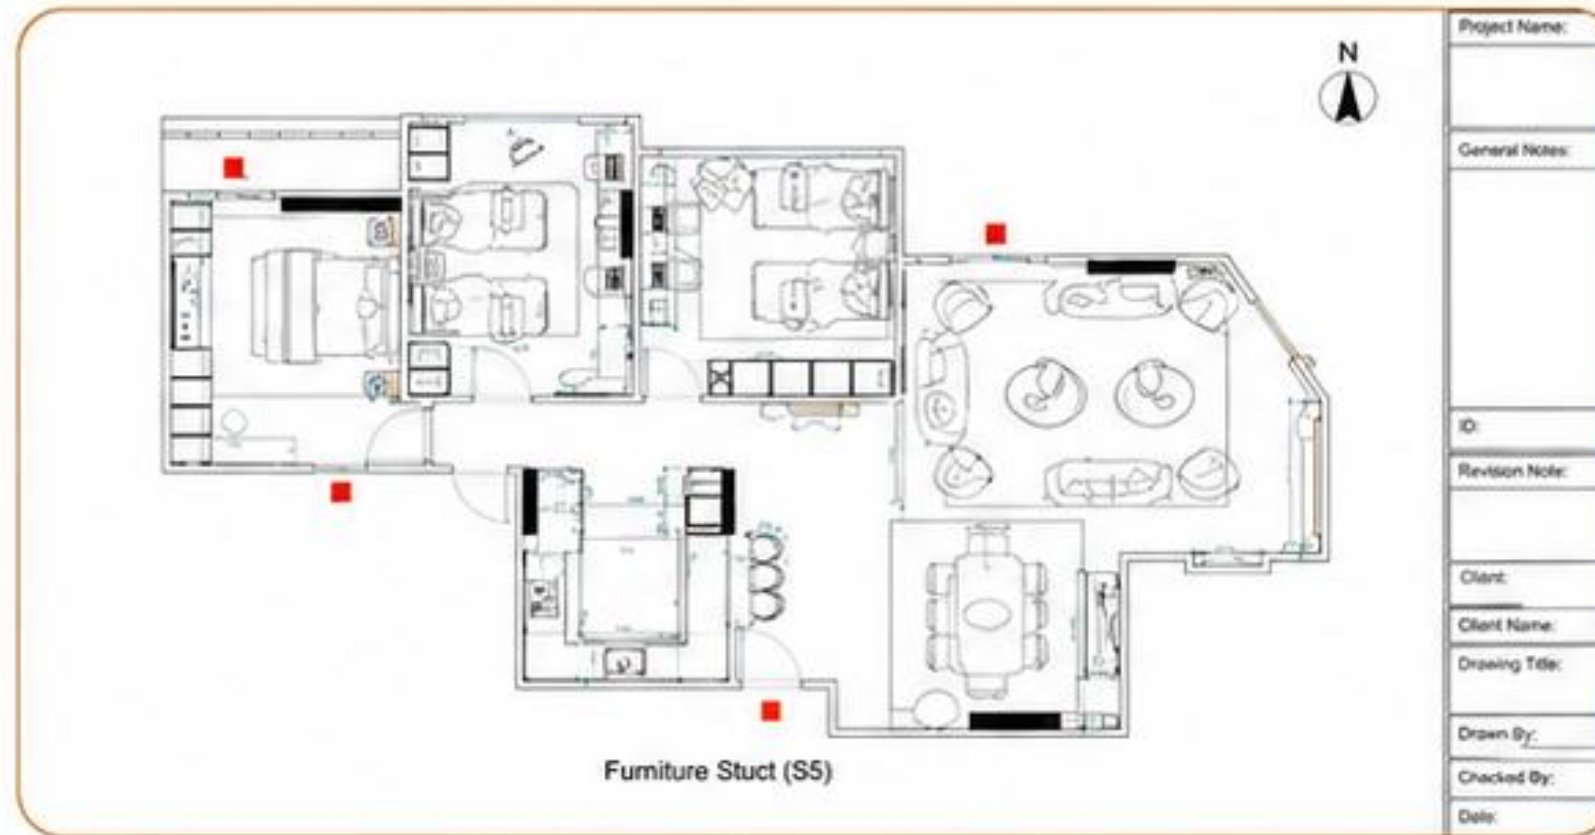 N
Furniture Stuct (S5)
Project Name:
General Notes:
ID:
Revision Note:
Client:
Client Name:
Drawing Title:
Drawn By:
Checked By:
Date: